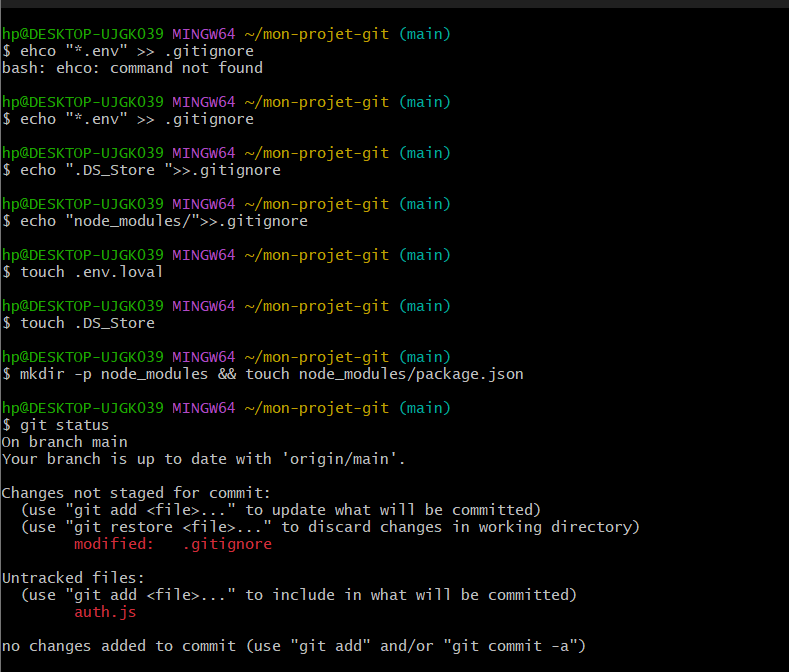 hp@DESKTOP-UJGKO39 MINGW64 ~/mon-projet-git (main)
$ ehco "*.env" >> .gitignore
bash: ehco: command not found
hp@DESKTOP-UJGKO39 MINGW64 ~/mon-projet-git (main)
$ echo "*.env" >> .gitignore
hp@DESKTOP-UJGKO39 MINGW64 ~/mon-projet-git (main)
$ echo ".DS_Store ">>.gitignore
hp@DESKTOP-UJGKO39 MINGW64 ~/mon-projet-git (main)
$ echo "node_modules/">>.gitignore
hp@DESKTOP-UJGKO39 MINGW64 ~/mon-projet-git (main)
$ touch .env.loval
hp@DESKTOP-UJGKO39 MINGW64 ~/mon-projet-git (main)
$ touch .DS_Store
hp@DESKTOP-UJGKO39 MINGW64 ~/mon-projet-git (main)
$ mkdir -p node_modules && touch node_modules/package.json
hp@DESKTOP-UJGKO39 MINGW64 ~/mon-projet-git (main)
$ git status
On branch main
Your branch is up to date with 'origin/main'.
Changes not staged for commit:
  (use "git add <file>..." to update what will be committed)
  (use "git restore <file>..." to discard changes in working directory)
        modified:   .gitignore
Untracked files:
  (use "git add <file>..." to include in what will be committed)
        auth.js
no changes added to commit (use "git add" and/or "git commit -a")